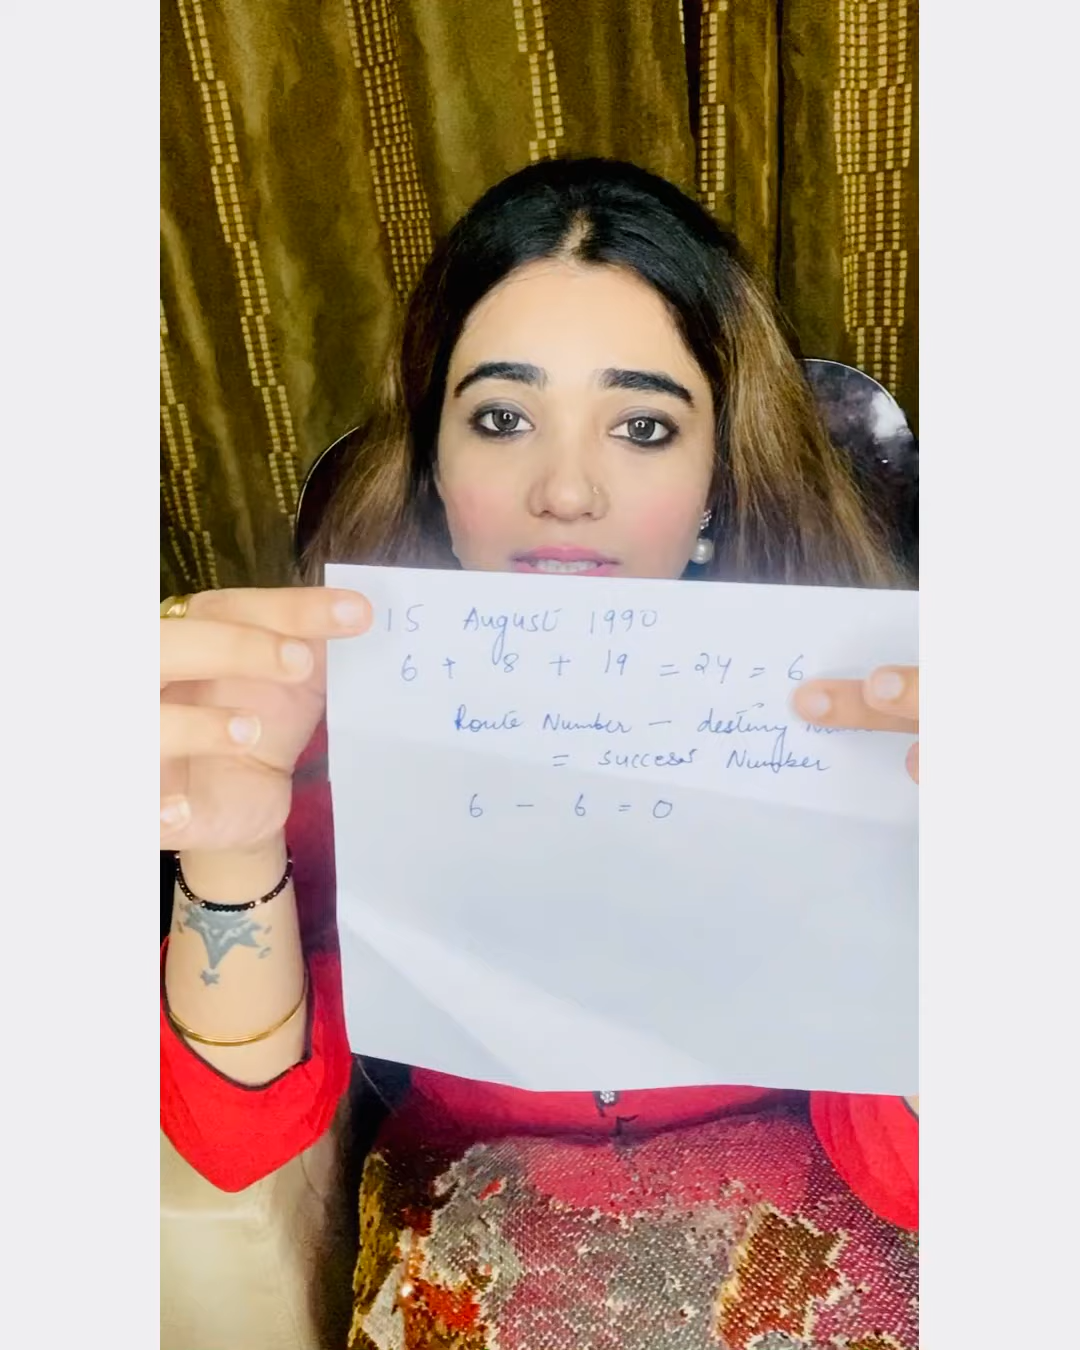 15 August 1990
6 + 8 + 19 = 24 = 6
Route Number - destiny
= success Number
6 - 6 = 0